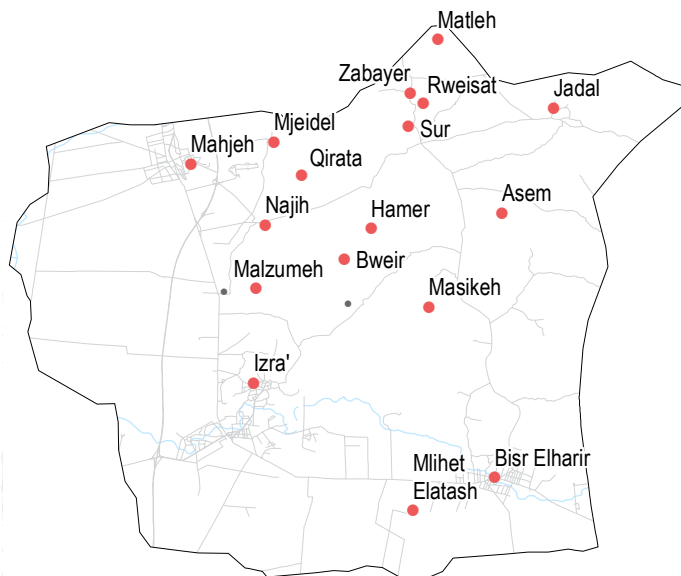 Matleh
Zabayer
Rweisat
Jadal
Mjeidel
Sur
Mahjeh
Qirata
Najih
Hamer
Asem
Bweir
Malzumeh
Masikeh
Izra'
Mlihet
Elatash
Bisr Elharir